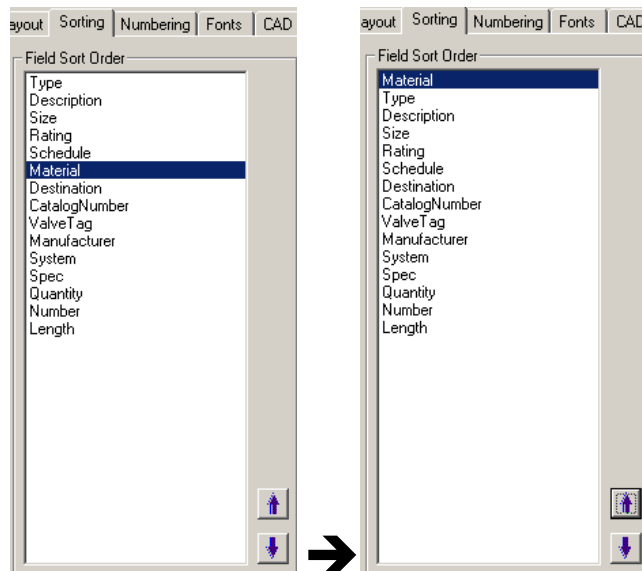 ayout Sorting Numbering Fonts CAD
Field Sort Order
Type
Description
Size
Rating
Schedule
Material
Destination
CatalogNumber
ValveTag
Manufacturer
System
Spec
Quantity
Number
Length
ayout Sorting Numbering Fonts CAD
Field Sort Order
Material
Type
Description
Size
Rating
Schedule
Destination
CatalogNumber
ValveTag
Manufacturer
System
Spec
Quantity
Number
Length